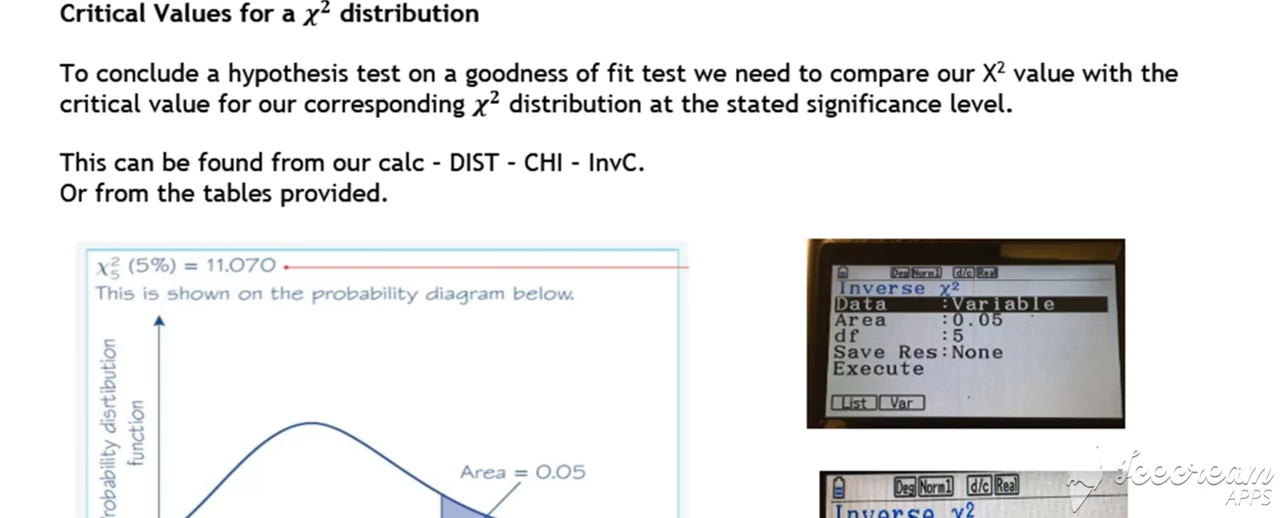 Critical Values for a χ² distribution
To conclude a hypothesis test on a goodness of fit test we need to compare our X² value with the
critical value for our corresponding χ² distribution at the stated significance level.
This can be found from our calc - DIST - CHI - InvC.
Or from the tables provided.
χ²₅ (5%) = 11.070
This is shown on the probability diagram below.
Probability disrtibution
function
Area = 0.05
Deg Norm1 d/c Real
Inverse χ²
Data :Variable
Area :0.05
df :5
Save Res:None
Execute
List Var
Deg Norm1 d/c Real
Inverse χ²
Icecream
APPS